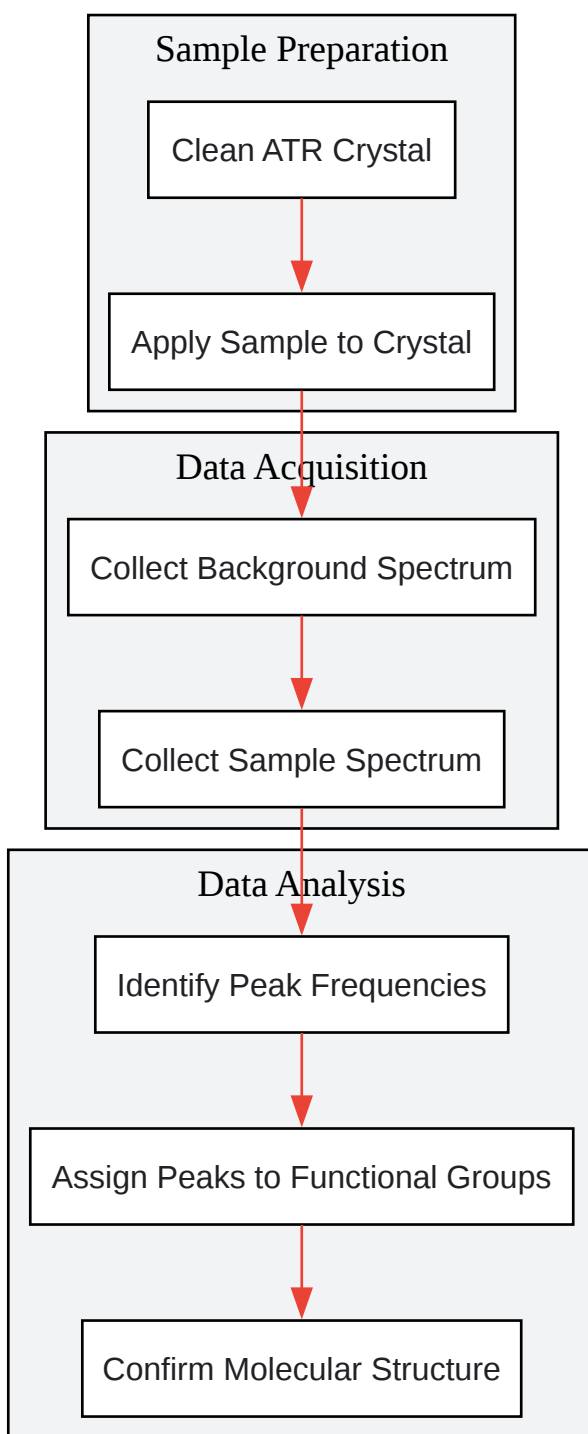 Sample Preparation
Clean ATR Crystal
Apply Sample to Crystal
Data Acquisition
Collect Background Spectrum
Collect Sample Spectrum
Data Analysis
Identify Peak Frequencies
Assign Peaks to Functional Groups
Confirm Molecular Structure